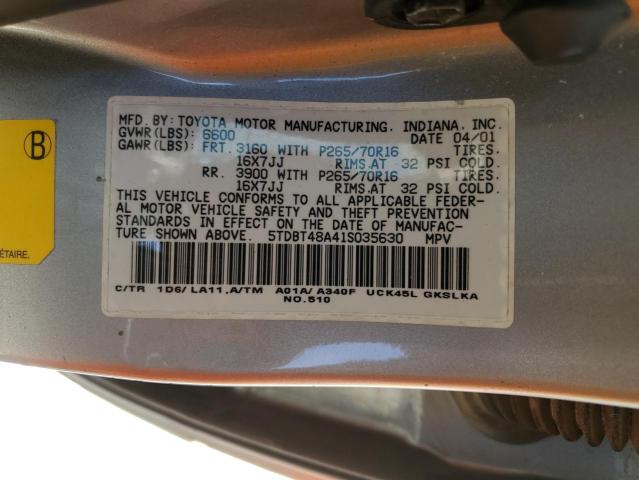 MFD. BY: TOYOTA MOTOR MANUFACTURING, INDIANA, INC.
GVWR(LBS): 6600 DATE 04/01
GAWR(LBS): FRT. 3160 WITH P265/70R16 TIRES.
16X7JJ RIMS.AT 32 PSI COLD.
RR. 3900 WITH P265/70R16 TIRES.
16X7JJ RIMS.AT 32 PSI COLD.
THIS VEHICLE CONFORMS TO ALL APPLICABLE FEDER-
AL MOTOR VEHICLE SAFETY AND THEFT PREVENTION
STANDARDS IN EFFECT ON THE DATE OF MANUFAC-
TURE SHOWN ABOVE. 5TDBT48A41S035630 MPV
C/TR 1D6/ LA11,A/TM A01A/ A340F UCK45L GKSLKA
NO.510
B
ÉTAIRE.